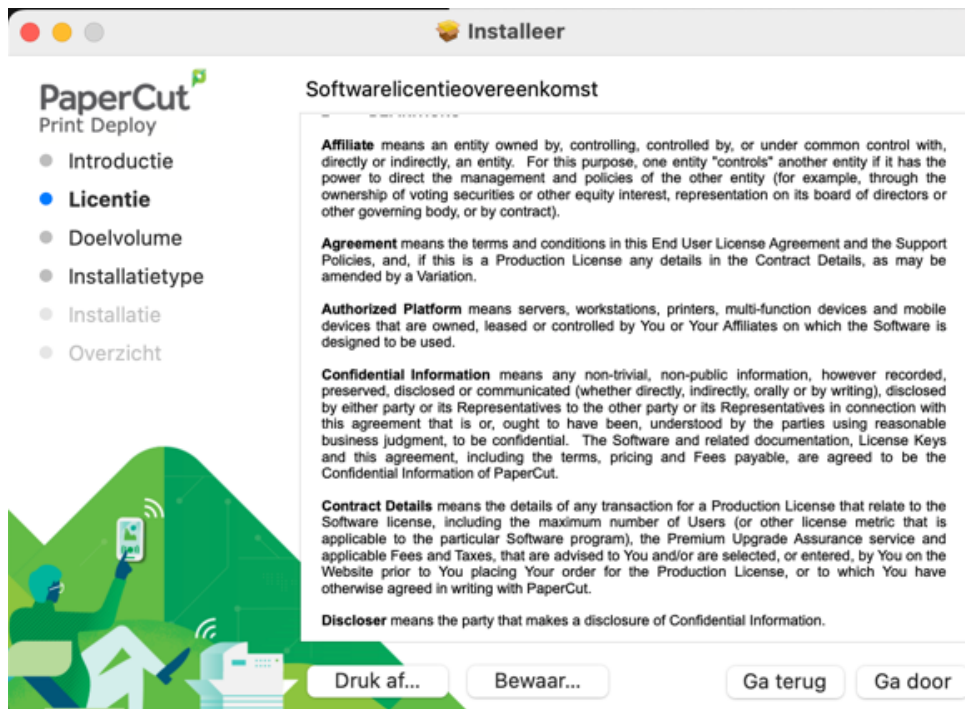 Installeer
PaperCut
Print Deploy
Introductie
Licentie
Doelvolume
Installatietype
Installatie
Overzicht
Softwarelicentieovereenkomst
Affiliate means an entity owned by, controlling, controlled by, or under common control with,
directly or indirectly, an entity. For this purpose, one entity "controls" another entity if it has the
power to direct the management and policies of the other entity (for example, through the
ownership of voting securities or other equity interest, representation on its board of directors or
other governing body, or by contract).
Agreement means the terms and conditions in this End User License Agreement and the Support
Policies, and, if this is a Production License any details in the Contract Details, as may be
amended by a Variation.
Authorized Platform means servers, workstations, printers, multi-function devices and mobile
devices that are owned, leased or controlled by You or Your Affiliates on which the Software is
designed to be used.
Confidential Information means any non-trivial, non-public information, however recorded,
preserved, disclosed or communicated (whether directly, indirectly, orally or by writing), disclosed
by either party or its Representatives to the other party or its Representatives in connection with
this agreement that is or, ought to have been, understood by the parties using reasonable
business judgment, to be confidential. The Software and related documentation, License Keys
and this agreement, including the terms, pricing and Fees payable, are agreed to be the
Confidential Information of PaperCut.
Contract Details means the details of any transaction for a Production License that relate to the
Software license, including the maximum number of Users (or other license metric that is
applicable to the particular Software program), the Premium Upgrade Assurance service and
applicable Fees and Taxes, that are advised to You and/or are selected, or entered, by You on the
Website prior to You placing Your order for the Production License, or to which You have
otherwise agreed in writing with PaperCut.
Discloser means the party that makes a disclosure of Confidential Information.
Druk af...
Bewaar...
Ga terug
Ga door